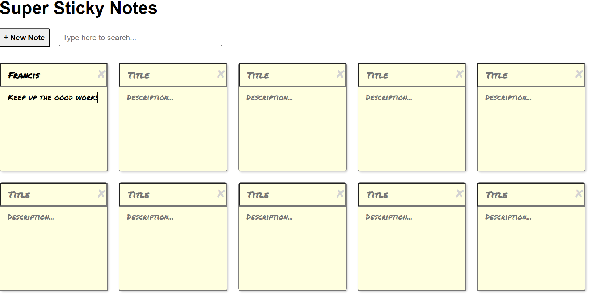 Super Sticky Notes
+ New Note
Type here to search...
Francis x Title x Title x Title x Title x
Keep up the good work! Description... Description... Description... Description...
Title x Title x Title x Title x Title x
Description... Description... Description... Description... Description...